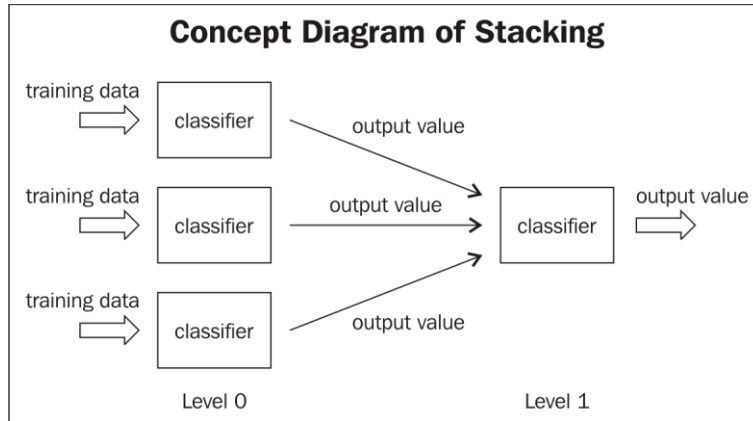 Concept Diagram of Stacking
training data
classifier
output value
training data
classifier
output value
classifier
output value
training data
classifier
output value
Level 0
Level 1